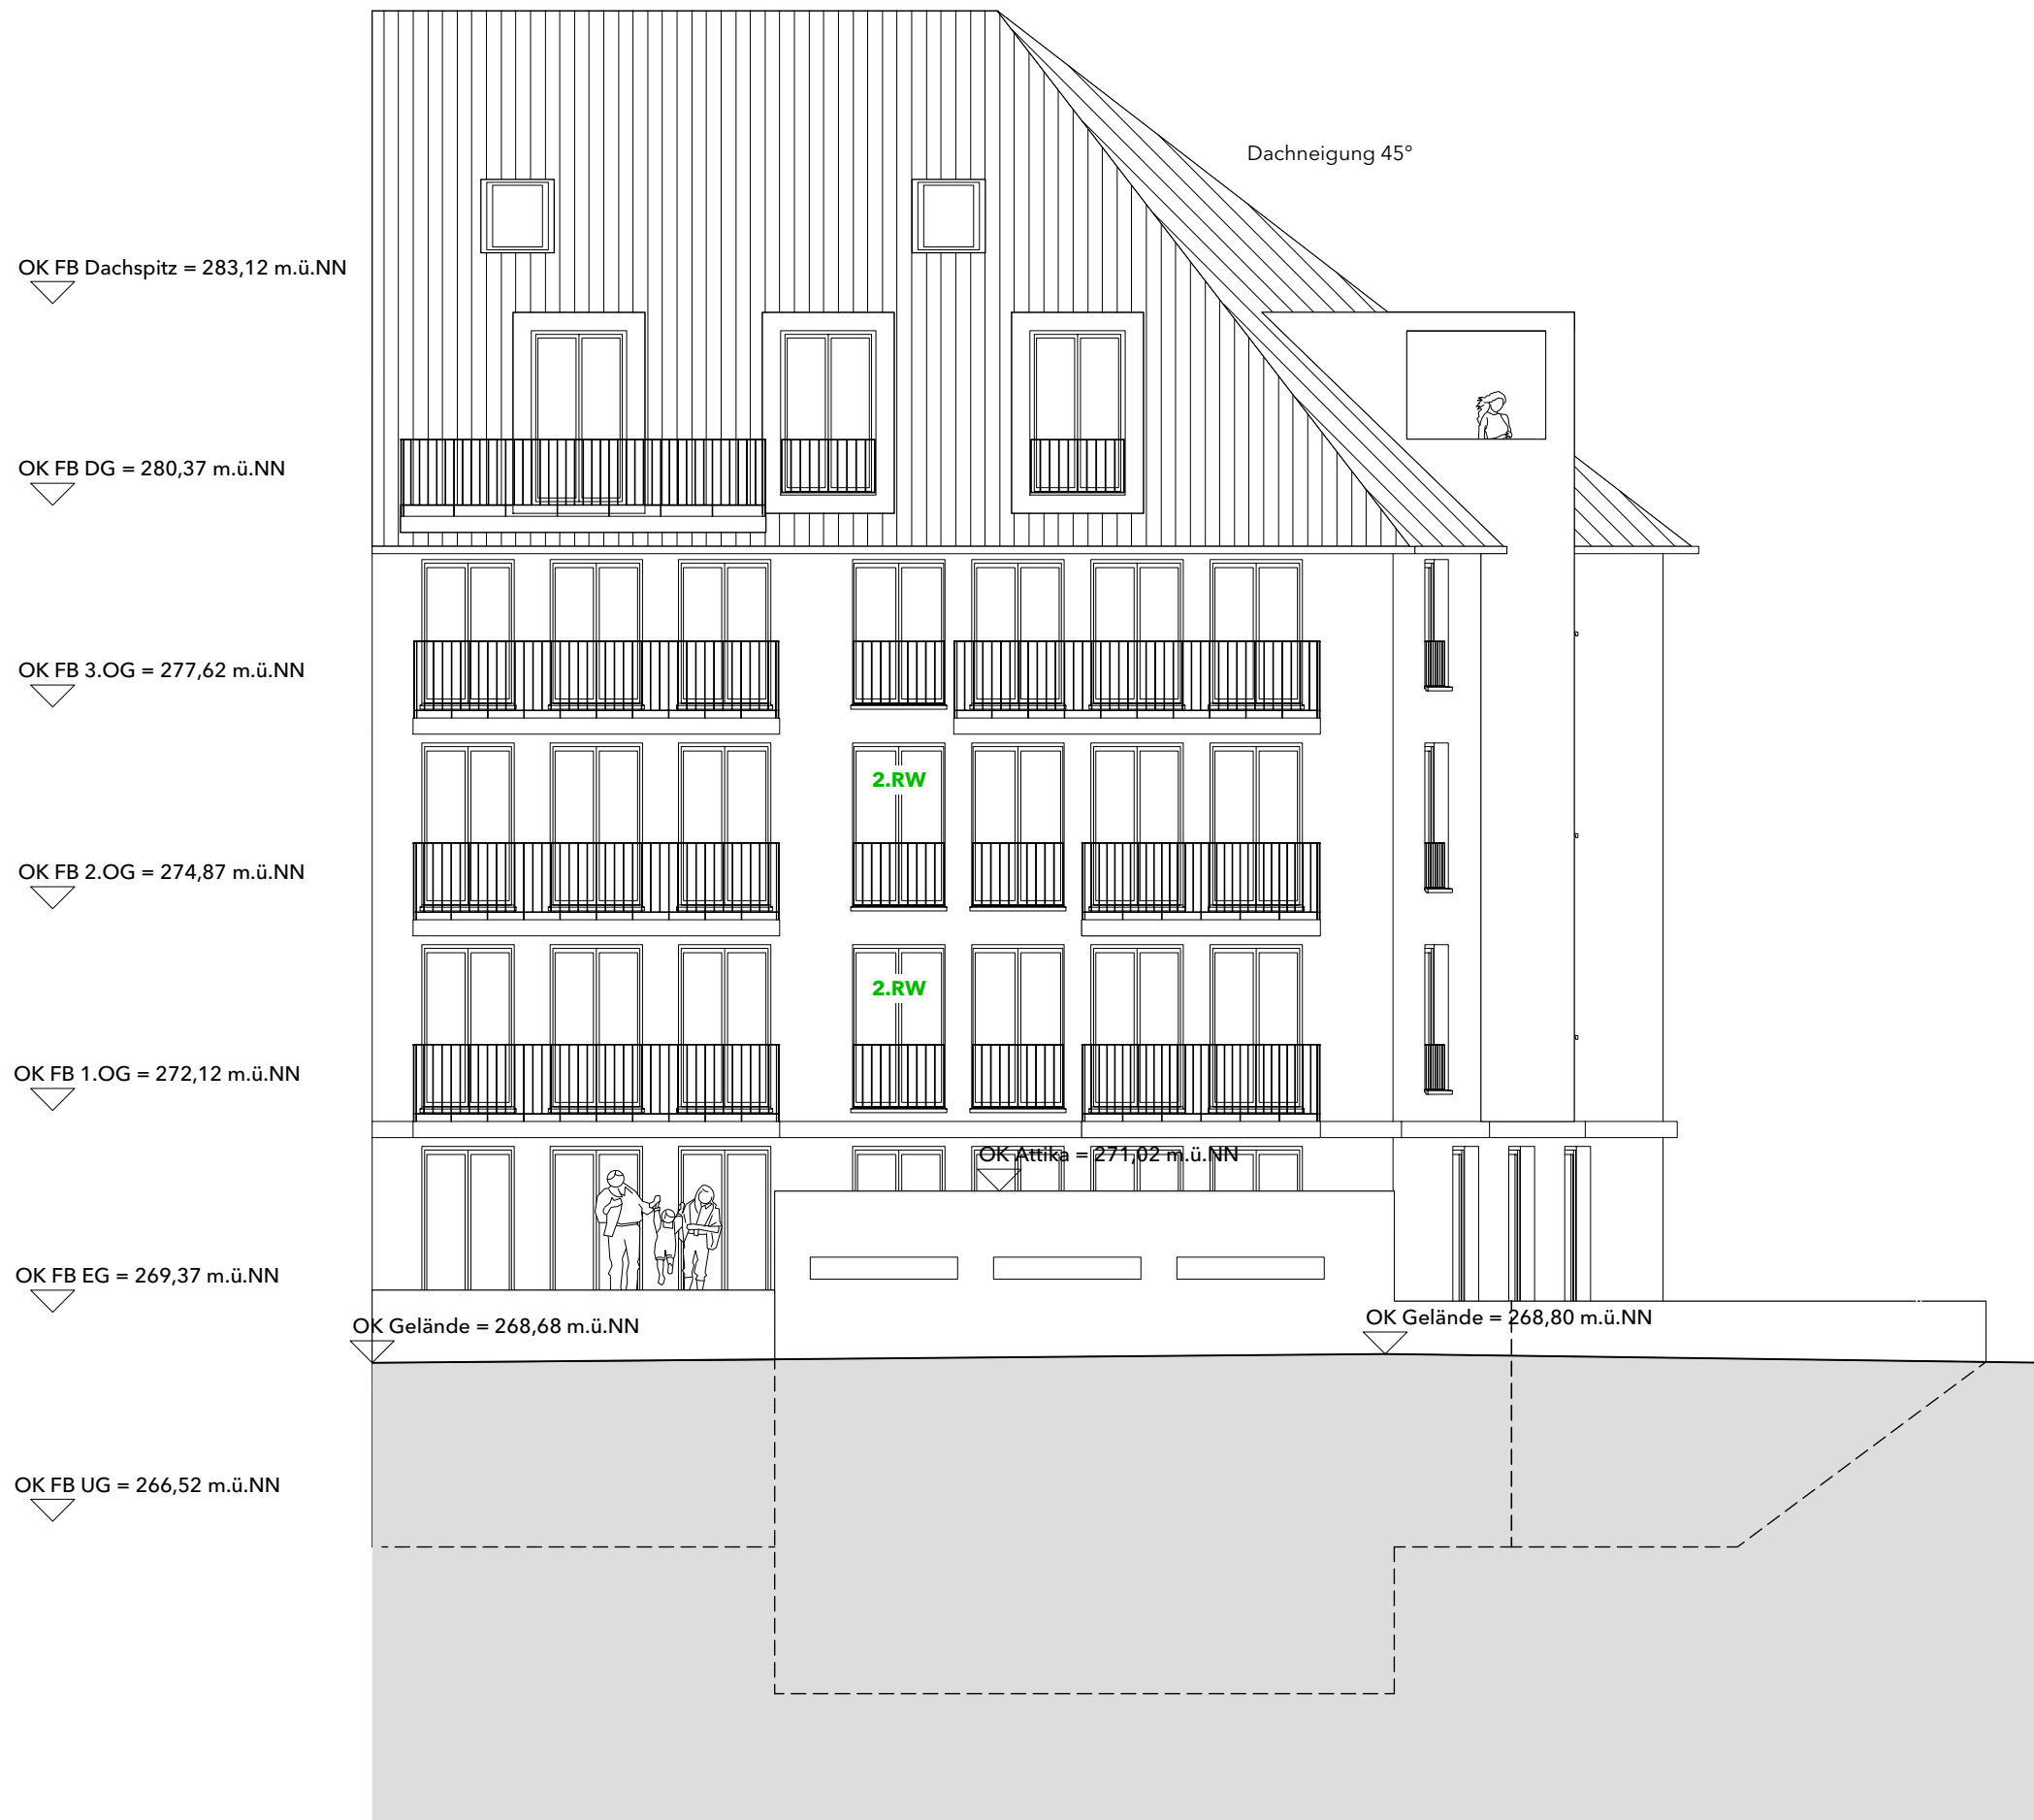 Dachneigung 45°
OK FB Dachspitz = 283,12 m.ü.NN
OK FB DG = 280,37 m.ü.NN
OK FB 3.OG = 277,62 m.ü.NN
2.RW
OK FB 2.OG = 274,87 m.ü.NN
2.RW
OK FB 1.OG = 272,12 m.ü.NN
OK Attika = 271,02 m.ü.NN
OK FB EG = 269,37 m.ü.NN
OK Gelände = 268,68 m.ü.NN
OK Gelände = 268,80 m.ü.NN
OK FB UG = 266,52 m.ü.NN